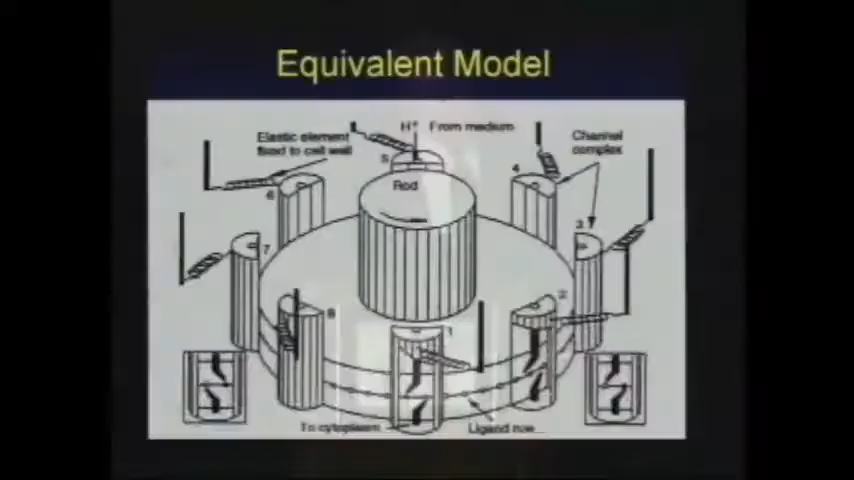 Equivalent Model
Elastic element
fixed to cell wall
H+ From medium
Channel
complex
5
4
6
Rod
3
7
2
8
1
To cytoplasm
Ligand row